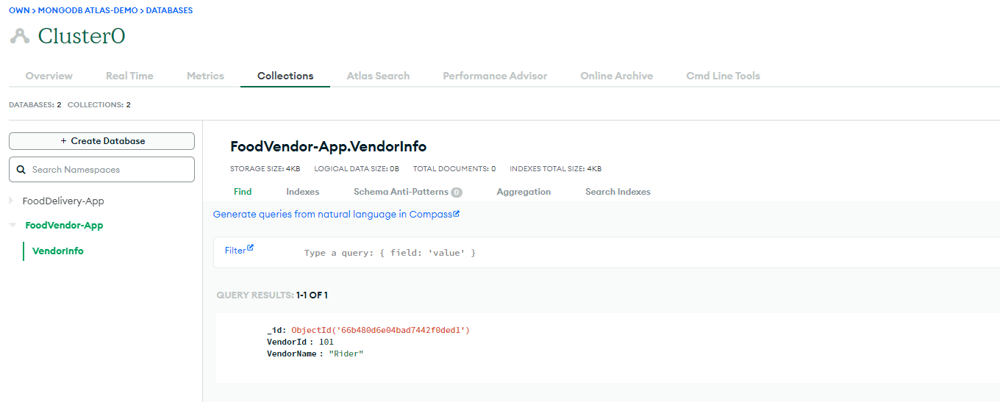 OWN > MONGODB ATLAS-DEMO > DATABASES
Cluster0
Overview Real Time Metrics Collections Atlas Search Performance Advisor Online Archive Cmd Line Tools
DATABASES: 2 COLLECTIONS: 2
+ Create Database
Search Namespaces
FoodDelivery-App
FoodVendor-App
VendorInfo
FoodVendor-App.VendorInfo
STORAGE SIZE: 4KB LOGICAL DATA SIZE: 0B TOTAL DOCUMENTS: 0 INDEXES TOTAL SIZE: 4KB
Find Indexes Schema Anti-Patterns 0 Aggregation Search Indexes
Generate queries from natural language in Compass
Filter Type a query: { field: 'value' }
QUERY RESULTS: 1-1 OF 1
_id: ObjectId('66b480d6e04bad7442f0ded1')
VendorId : 101
VendorName : "Rider"